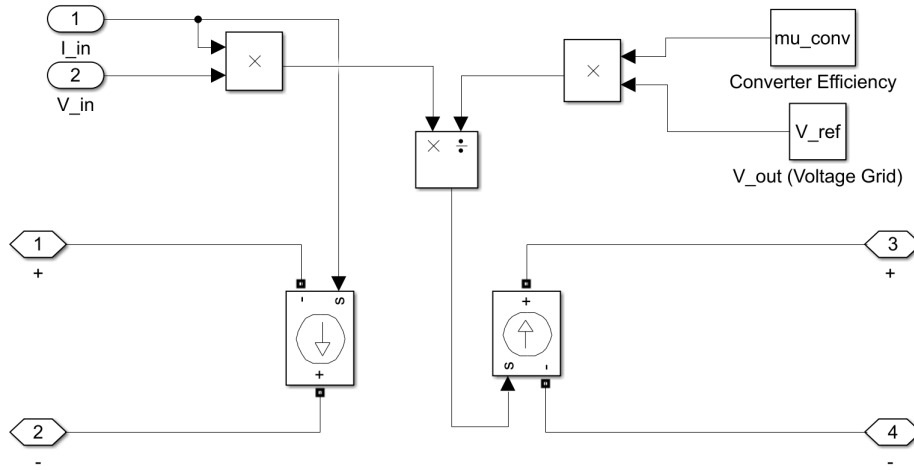 1
I_in
2
V_in
×
×
mu_conv
Converter Efficiency
V_ref
V_out (Voltage Grid)
× ÷
1
+
3
+
- s
+
+
s -
2
-
4
-